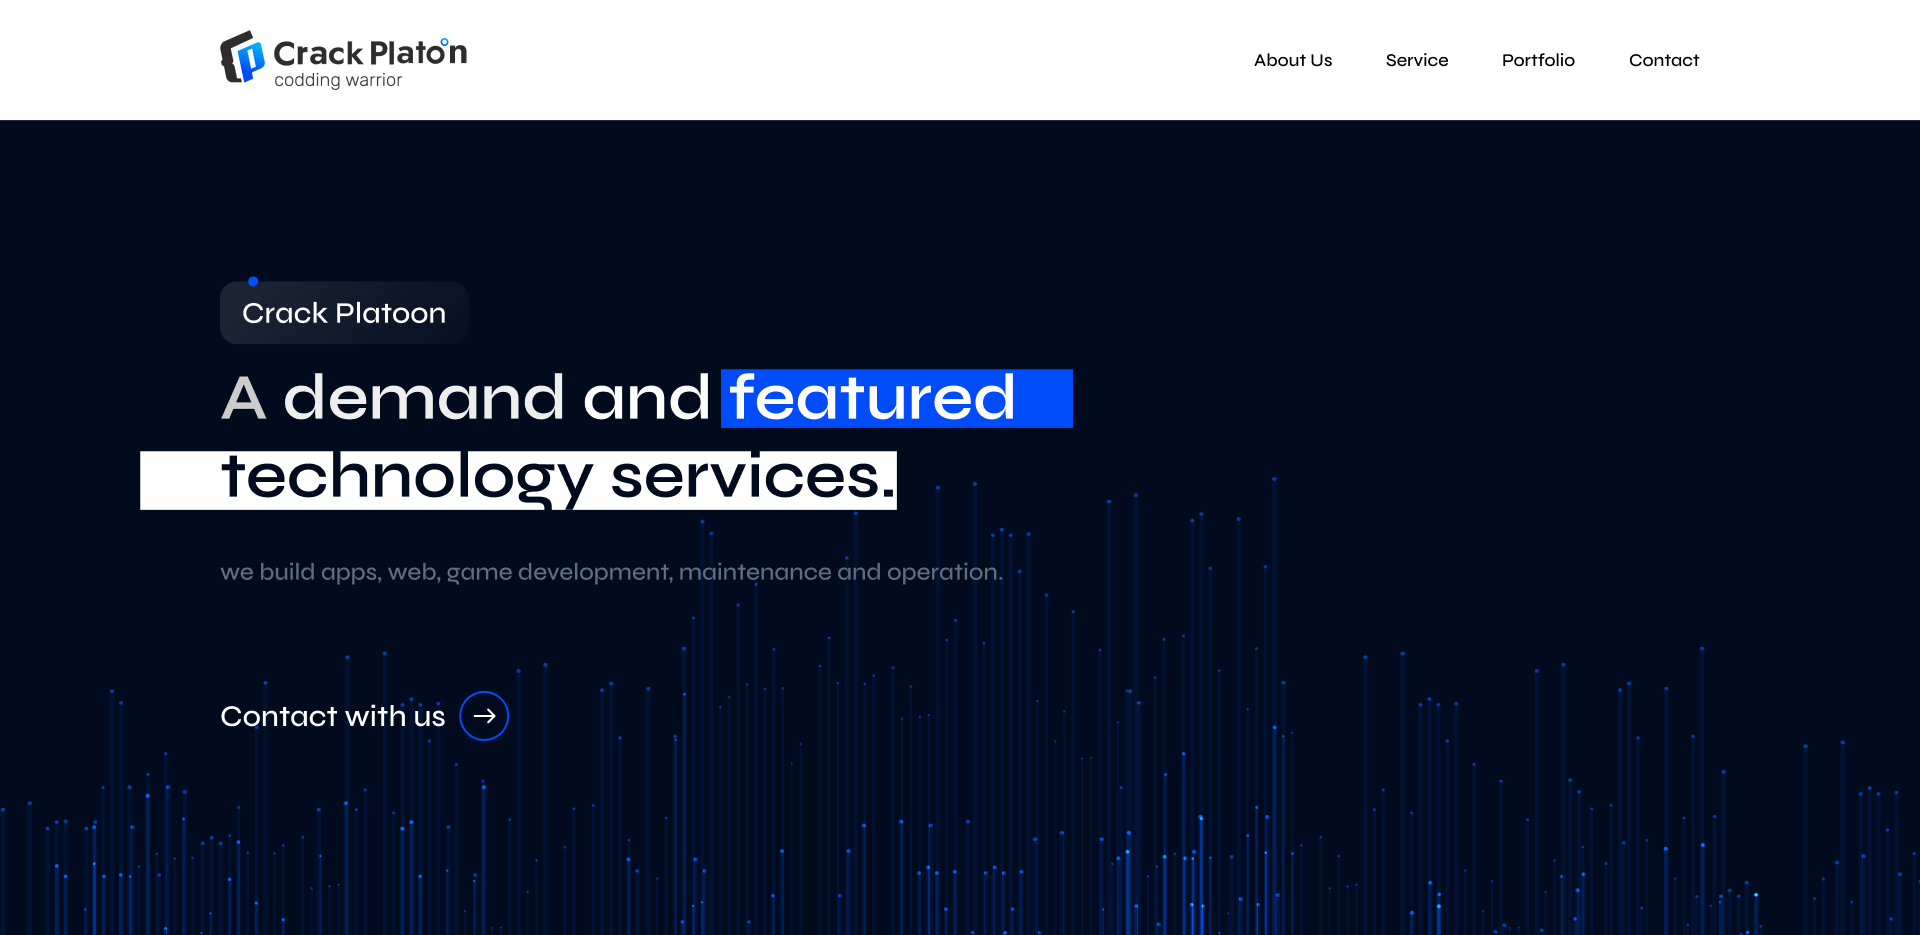 Crack Platon
codding warrior
About Us Service Portfolio Contact
Crack Platoon
A demand and featured
technology services.
we build apps, web, game development, maintenance and operation.
Contact with us